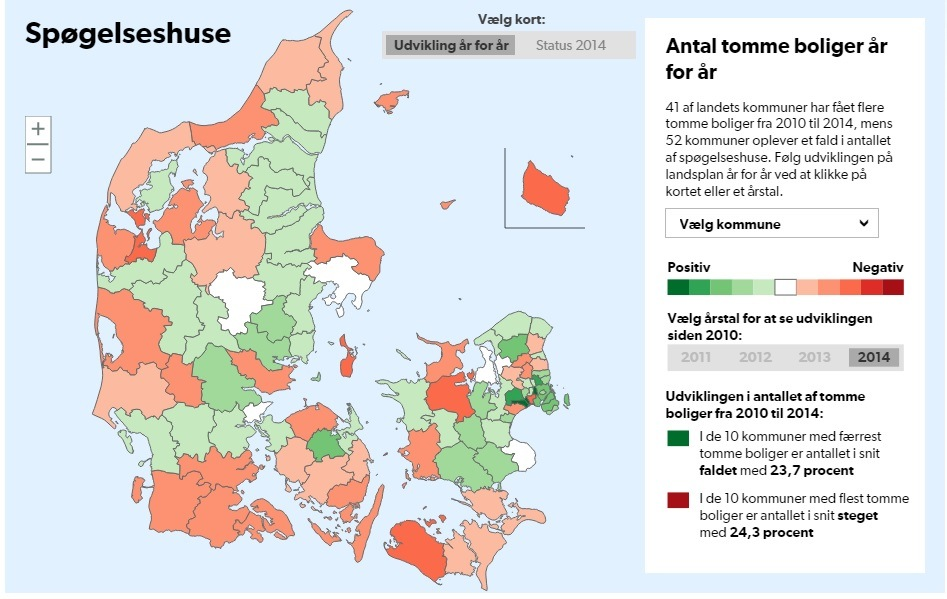 Spøgelseshuse
Vælg kort:
Udvikling år for år
Status 2014
+
−
Antal tomme boliger år
for år
41 af landets kommuner har fået flere
tomme boliger fra 2010 til 2014, mens
52 kommuner oplever et fald i antallet
af spøgelseshuse. Følg udviklingen på
landsplan år for år ved at klikke på
kortet eller et årstal.
Vælg kommune
Positiv
Negativ
Vælg årstal for at se udviklingen
siden 2010:
2011
2012
2013
2014
Udviklingen i antallet af tomme
boliger fra 2010 til 2014:
I de 10 kommuner med færrest
tomme boliger er antallet i snit
faldet med 23,7 procent
I de 10 kommuner med flest tomme
boliger er antallet i snit steget
med 24,3 procent